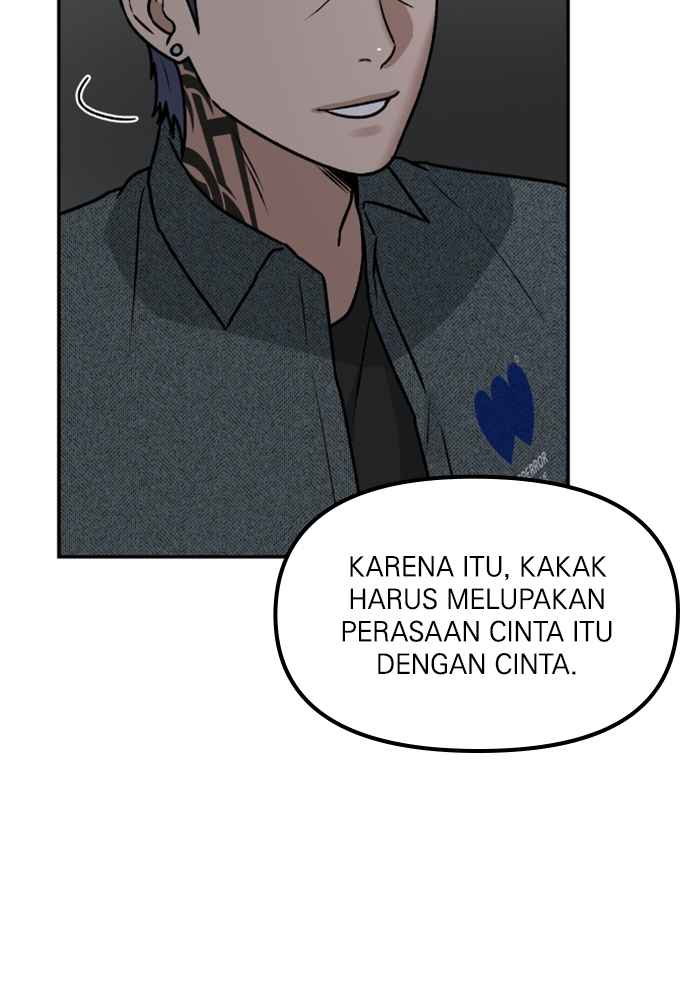 KARENA ITU, KAKAK
HARUS MELUPAKAN
PERASAAN CINTA ITU
DENGAN CINTA.